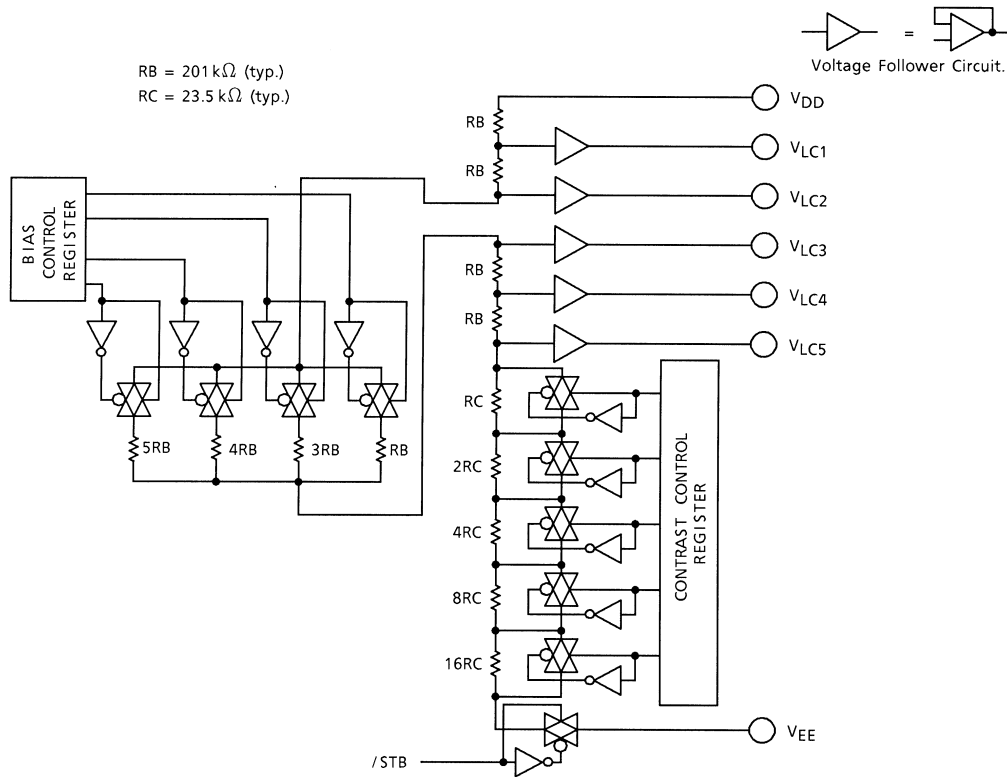 =
Voltage Follower Circuit.
RB = 201 kΩ (typ.)
RC = 23.5 kΩ (typ.)
VDD
RB
VLC1
RB
VLC2
BIAS
CONTROL
REGISTER
VLC3
RB
VLC4
RB
VLC5
RC
5RB
4RB
3RB
RB
2RC
4RC
8RC
16RC
CONTRAST CONTROL
REGISTER
VEE
/STB